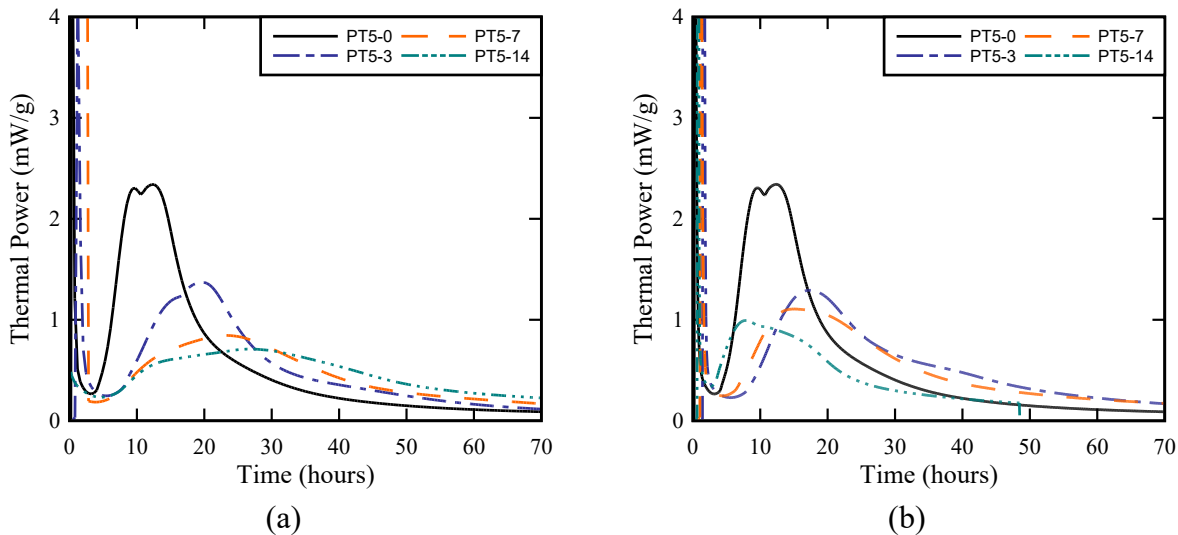 PT5-0 PT5-7
PT5-3 PT5-14
Thermal Power (mW/g)
4
3
2
1
0
0 10 20 30 40 50 60 70
Time (hours)
(a)
PT5-0 PT5-7
PT5-3 PT5-14
Thermal Power (mW/g)
4
3
2
1
0
0 10 20 30 40 50 60 70
Time (hours)
(b)